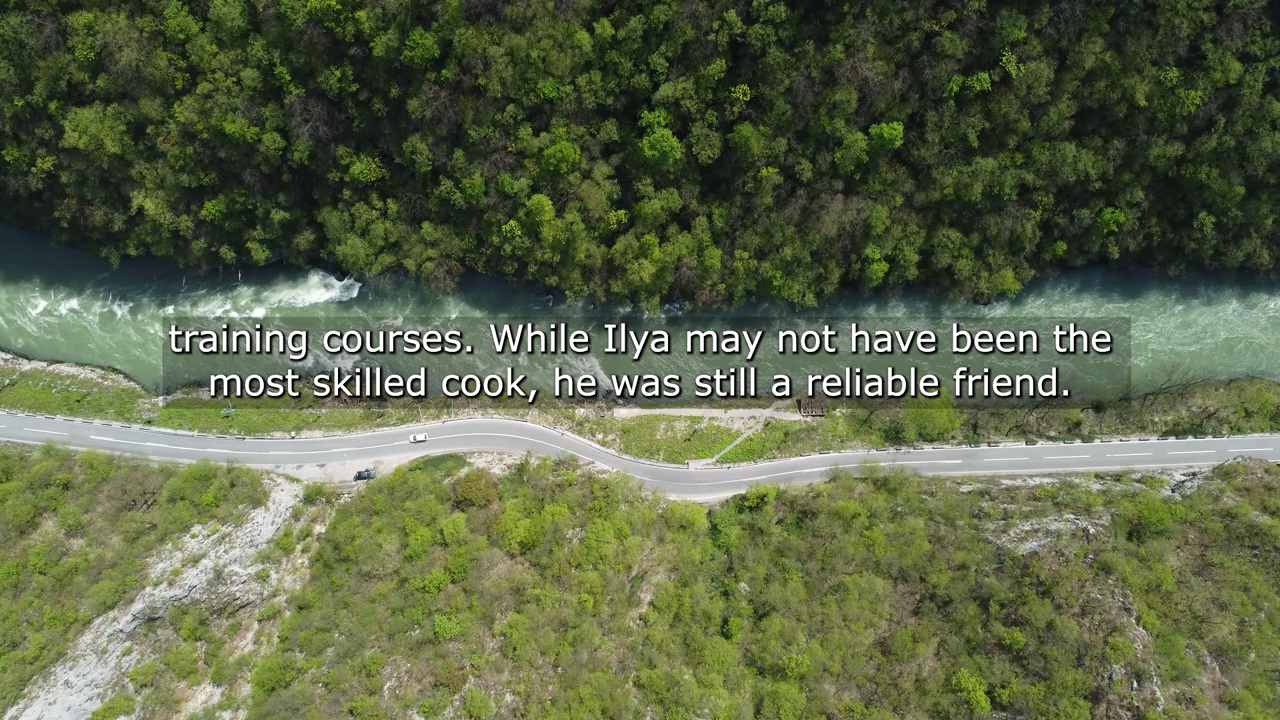 training courses. While Ilya may not have been the
most skilled cook, he was still a reliable friend.